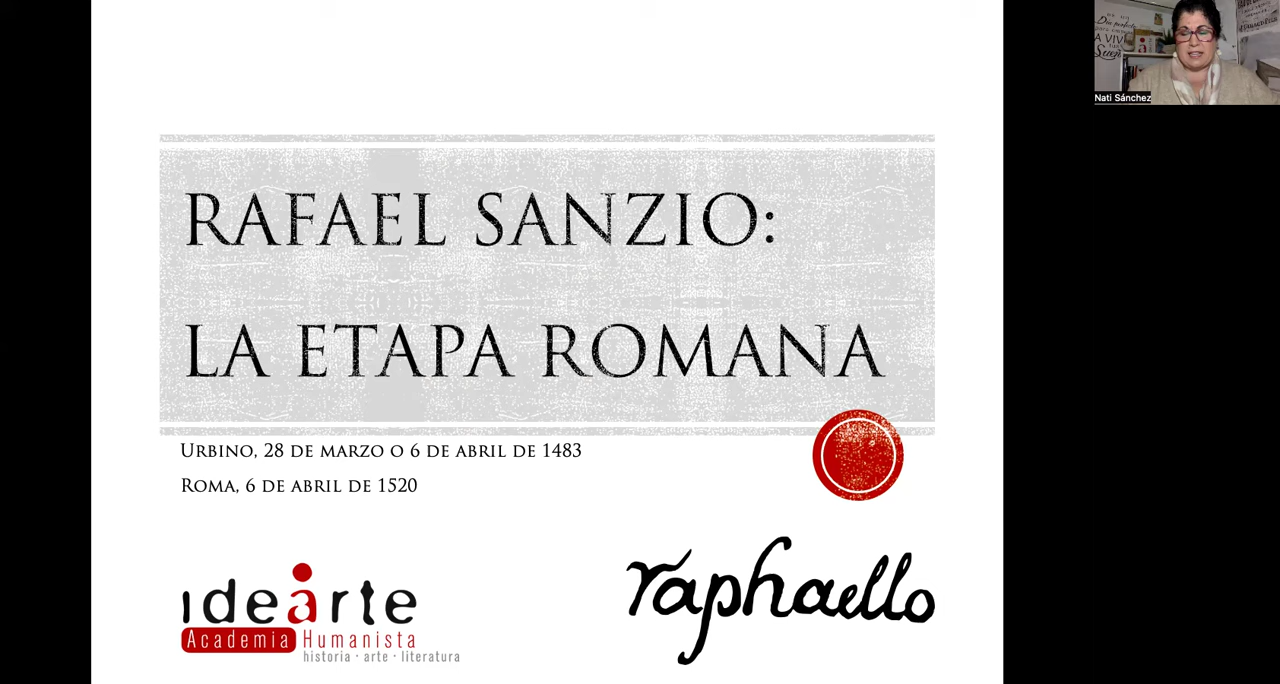 RAFAEL SANZIO:
LA ETAPA ROMANA
URBINO, 28 DE MARZO O 6 DE ABRIL DE 1483
ROMA, 6 DE ABRIL DE 1520
idearte
Academia Humanista
historia · arte · literatura
raphaello
Nati Sánchez